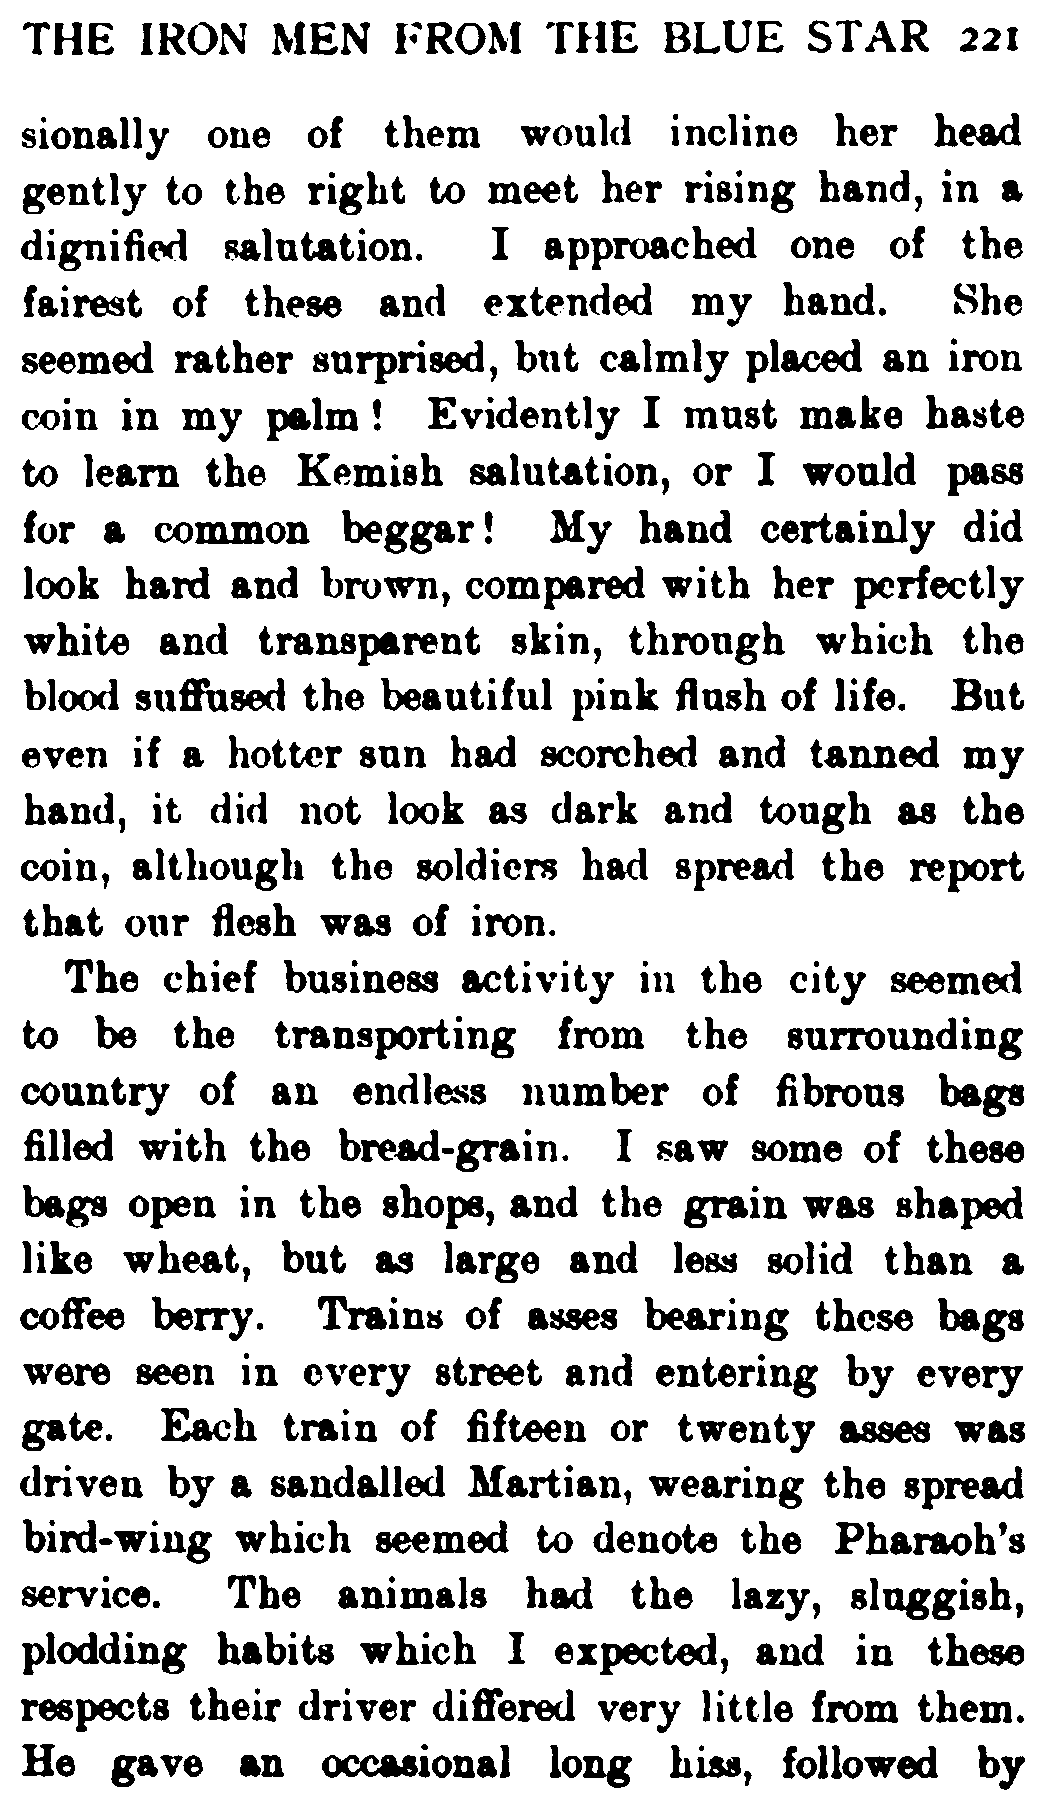 THE IRON MEN FROM THE BLUE STAR 221
sionally one of them would incline her head
gently to the right to meet her rising hand, in a
dignified salutation. I approached one of the
fairest of these and extended my hand. She
seemed rather surprised, but calmly placed an iron
coin in my palm ! Evidently I must make haste
to learn the Kemish salutation, or I would pass
for a common beggar! My hand certainly did
look hard and brown, compared with her perfectly
white and transparent skin, through which the
blood suffused the beautiful pink flush of life. But
even if a hotter sun had scorched and tanned my
hand, it did not look as dark and tough as the
coin, although the soldiers had spread the report
that our flesh was of iron.
The chief business activity in the city seemed
to be the transporting from the surrounding
country of an endless number of fibrous bags
filled with the bread-grain. I saw some of these
bags open in the shops, and the grain was shaped
like wheat, but as large and less solid than a
coffee berry. Trains of asses bearing these bags
were seen in every street and entering by every
gate. Each train of fifteen or twenty asses was
driven by a sandalled Martian, wearing the spread
bird-wing which seemed to denote the Pharaoh's
service. The animals had the lazy, sluggish,
plodding habits which I expected, and in these
respects their driver differed very little from them.
He gave an occasional long hiss, followed by